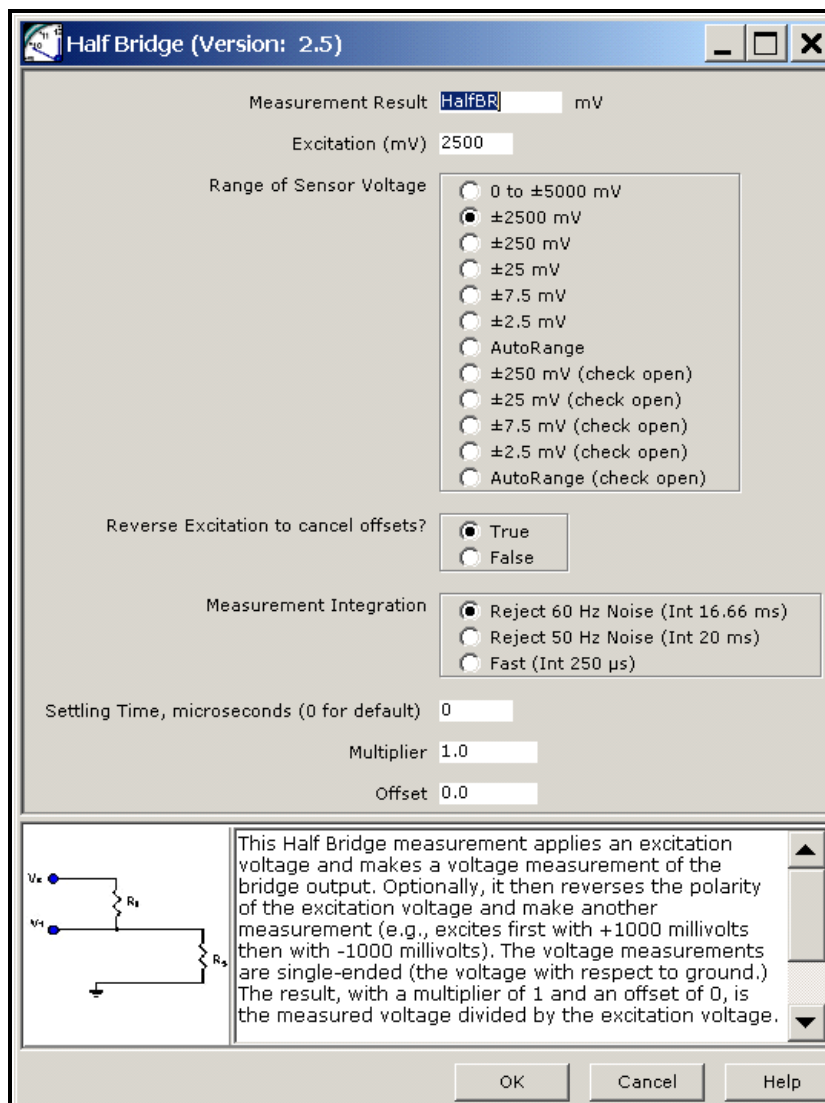 Half Bridge (Version: 2.5)
Measurement Result HalfBR mV
Excitation (mV) 2500
Range of Sensor Voltage
0 to ±5000 mV
±2500 mV
±250 mV
±25 mV
±7.5 mV
±2.5 mV
AutoRange
±250 mV (check open)
±25 mV (check open)
±7.5 mV (check open)
±2.5 mV (check open)
AutoRange (check open)
Reverse Excitation to cancel offsets?
True
False
Measurement Integration
Reject 60 Hz Noise (Int 16.66 ms)
Reject 50 Hz Noise (Int 20 ms)
Fast (Int 250 µs)
Settling Time, microseconds (0 for default) 0
Multiplier 1.0
Offset 0.0
This Half Bridge measurement applies an excitation
voltage and makes a voltage measurement of the
bridge output. Optionally, it then reverses the polarity
of the excitation voltage and make another
measurement (e.g., excites first with +1000 millivolts
then with -1000 millivolts). The voltage measurements
are single-ended (the voltage with respect to ground.)
The result, with a multiplier of 1 and an offset of 0, is
the measured voltage divided by the excitation voltage.
OK Cancel Help